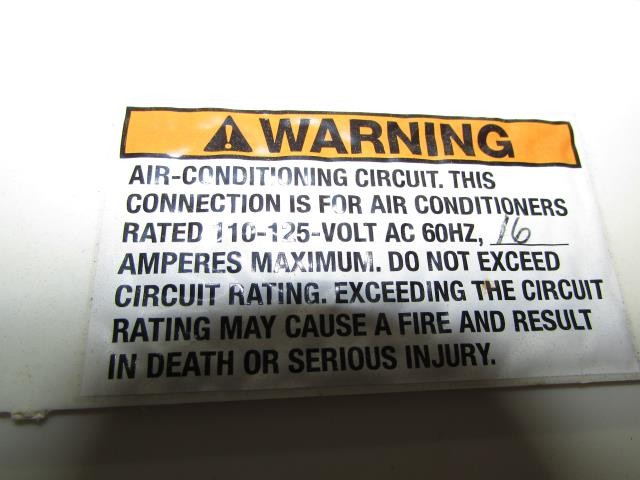 WARNING
AIR-CONDITIONING CIRCUIT. THIS
CONNECTION IS FOR AIR CONDITIONERS
RATED 110-125-VOLT AC 60HZ, 16
AMPERES MAXIMUM. DO NOT EXCEED
CIRCUIT RATING. EXCEEDING THE CIRCUIT
RATING MAY CAUSE A FIRE AND RESULT
IN DEATH OR SERIOUS INJURY.